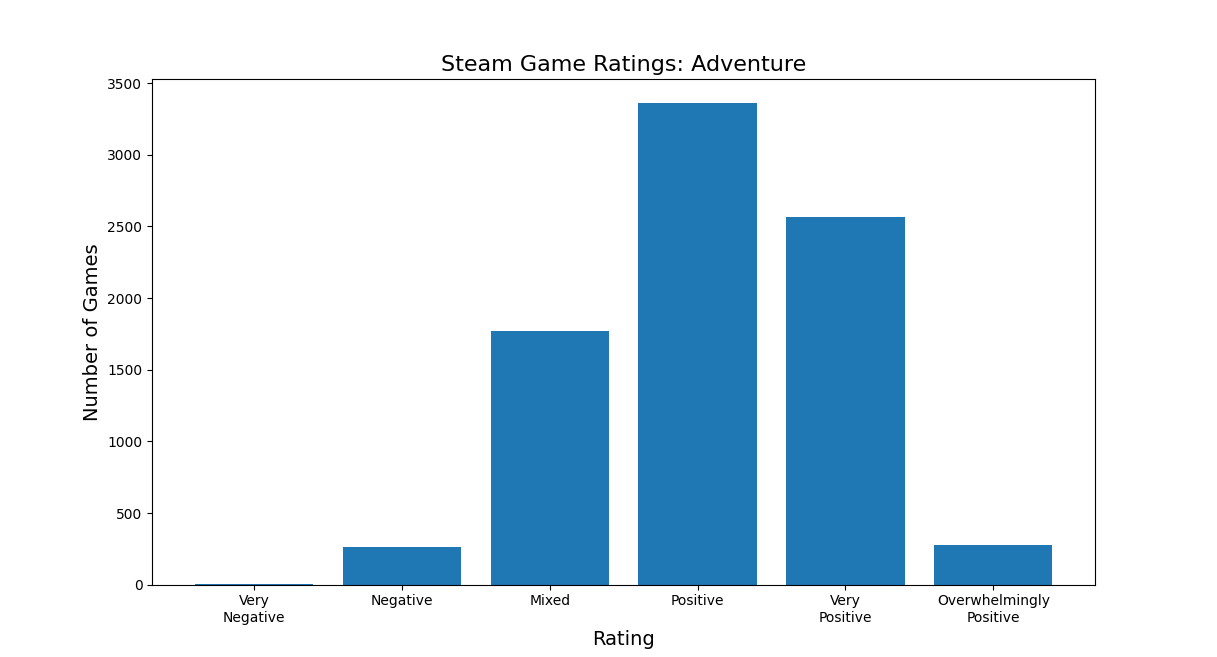 Steam Game Ratings: Adventure
3500
3000
2500
2000
1500
1000
500
0
Number of Games
Very
Negative
Negative
Mixed
Positive
Very
Positive
Overwhelmingly
Positive
Rating